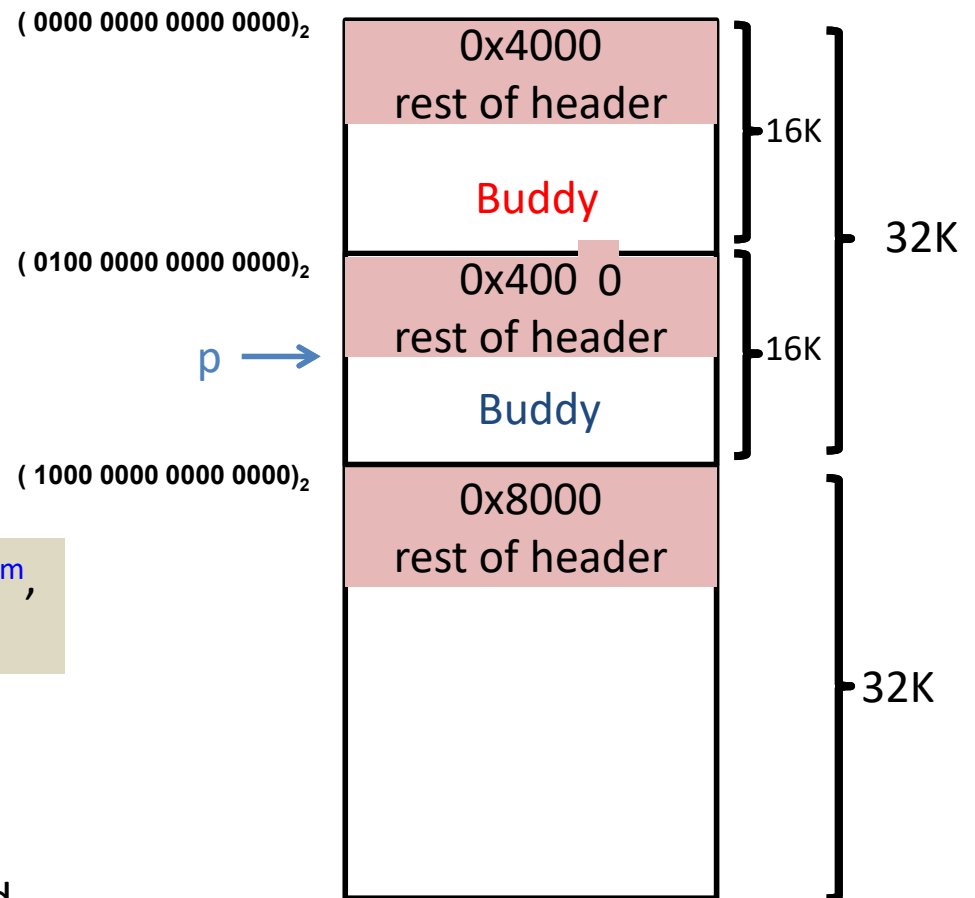 ( 0000 0000 0000 0000)₂
0x4000
rest of header
16K
Buddy
32K
( 0100 0000 0000 0000)₂
0x400 0
rest of header
p
16K
Buddy
( 1000 0000 0000 0000)₂
0x8000
rest of header
m,
32K